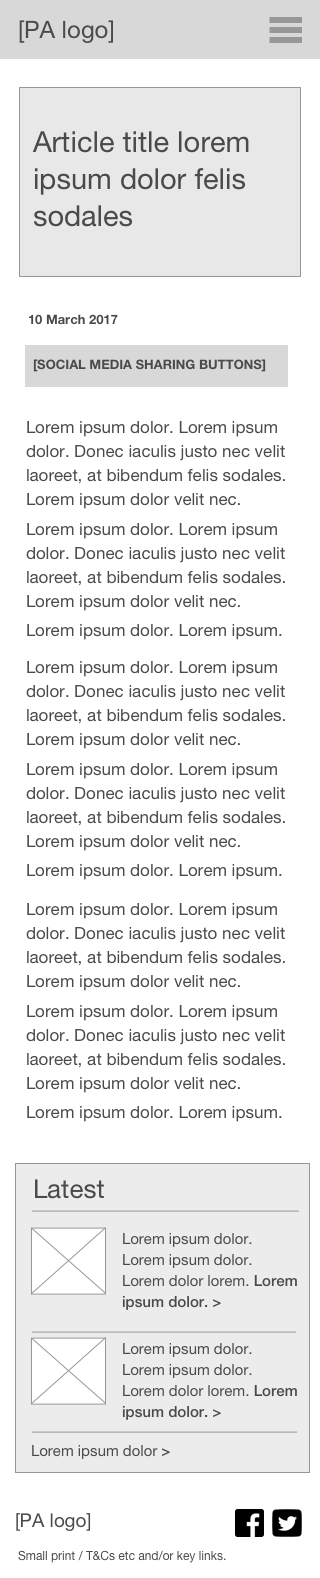 [PA logo]
Article title lorem
ipsum dolor felis
sodales
10 March 2017
[SOCIAL MEDIA SHARING BUTTONS]
Lorem ipsum dolor. Lorem ipsum
dolor. Donec iaculis justo nec velit
laoreet, at bibendum felis sodales.
Lorem ipsum dolor velit nec.
Lorem ipsum dolor. Lorem ipsum
dolor. Donec iaculis justo nec velit
laoreet, at bibendum felis sodales.
Lorem ipsum dolor velit nec.
Lorem ipsum dolor. Lorem ipsum.
Lorem ipsum dolor. Lorem ipsum
dolor. Donec iaculis justo nec velit
laoreet, at bibendum felis sodales.
Lorem ipsum dolor velit nec.
Lorem ipsum dolor. Lorem ipsum
dolor. Donec iaculis justo nec velit
laoreet, at bibendum felis sodales.
Lorem ipsum dolor velit nec.
Lorem ipsum dolor. Lorem ipsum.
Lorem ipsum dolor. Lorem ipsum
dolor. Donec iaculis justo nec velit
laoreet, at bibendum felis sodales.
Lorem ipsum dolor velit nec.
Lorem ipsum dolor. Lorem ipsum
dolor. Donec iaculis justo nec velit
laoreet, at bibendum felis sodales.
Lorem ipsum dolor velit nec.
Lorem ipsum dolor. Lorem ipsum.
Latest
Lorem ipsum dolor.
Lorem ipsum dolor.
Lorem dolor lorem. Lorem
ipsum dolor. >
Lorem ipsum dolor.
Lorem ipsum dolor.
Lorem dolor lorem. Lorem
ipsum dolor. >
Lorem ipsum dolor >
[PA logo]
Small print / T&Cs etc and/or key links.